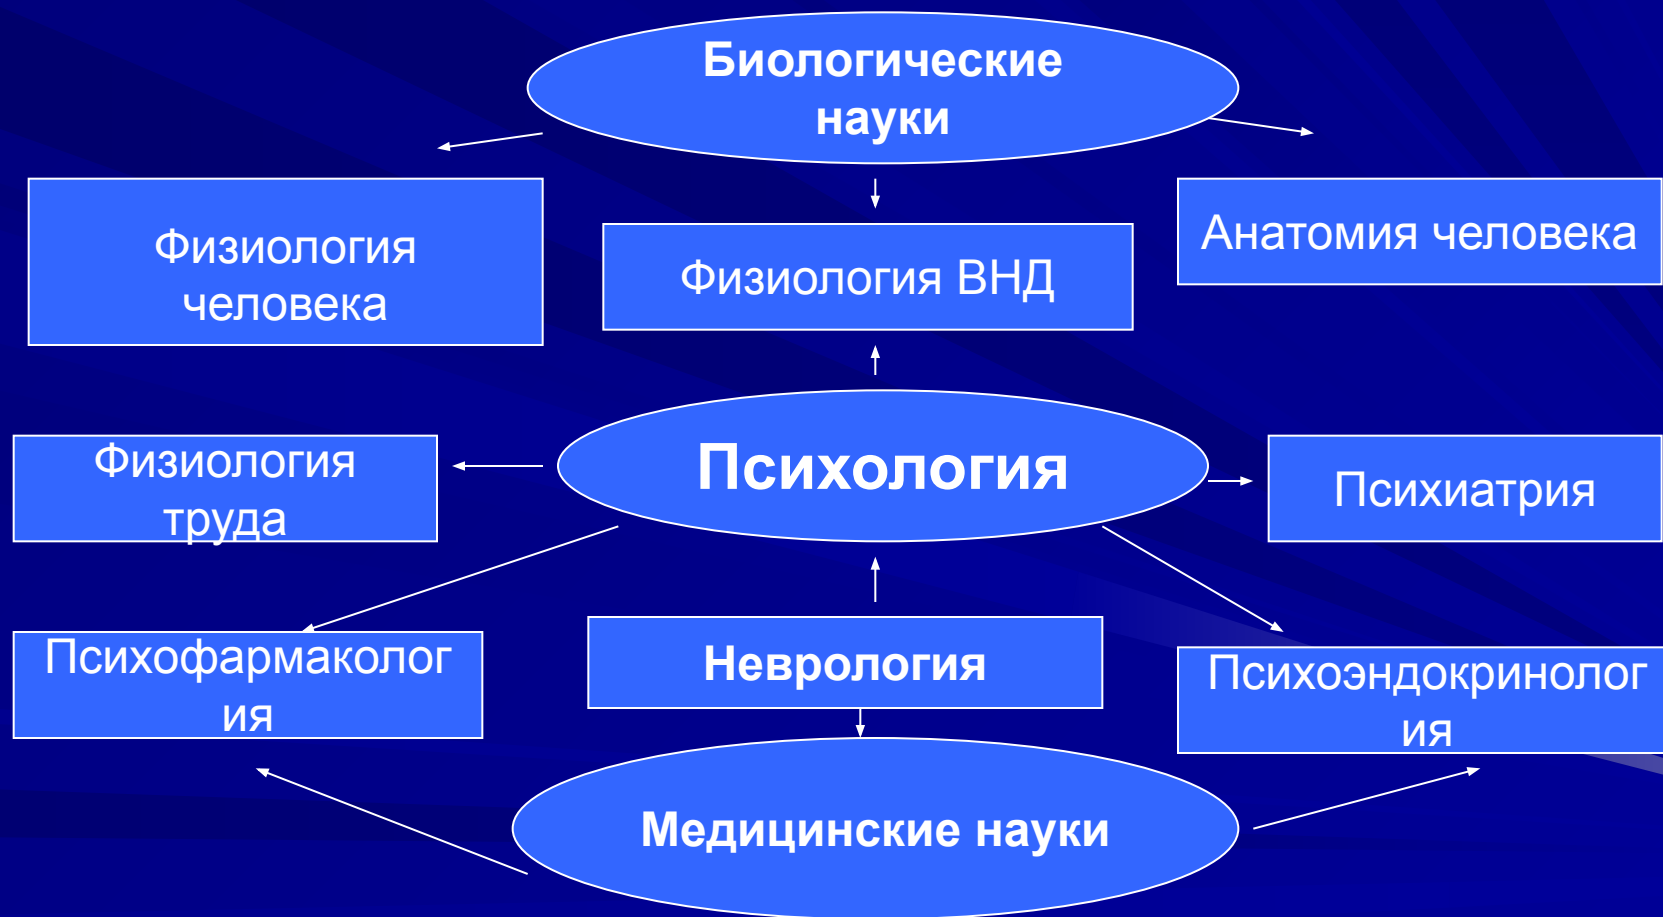 Биологические
науки
Физиология
человека
Физиология ВНД
Анатомия человека
Физиология
труда
Психология
Психиатрия
Психофармаколог
ия
Неврология
Психоэндокринолог
ия
Медицинские науки